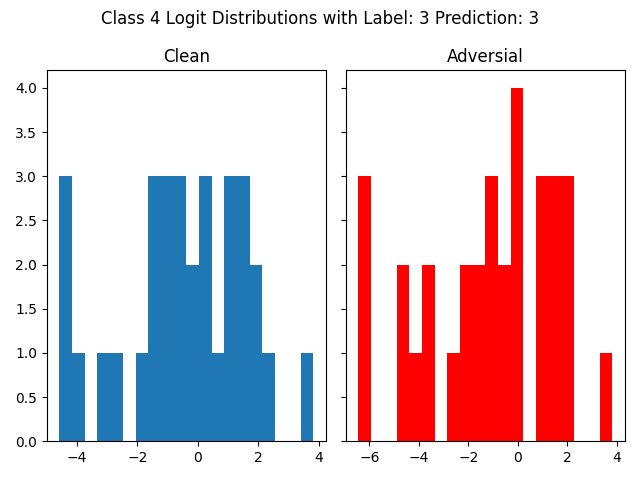 Class 4 Logit Distributions with Label: 3 Prediction: 3
Clean
Adversial
4.0
3.5
3.0
2.5
2.0
1.5
1.0
0.5
0.0
−4 −2 0 2 4
−6 −4 −2 0 2 4